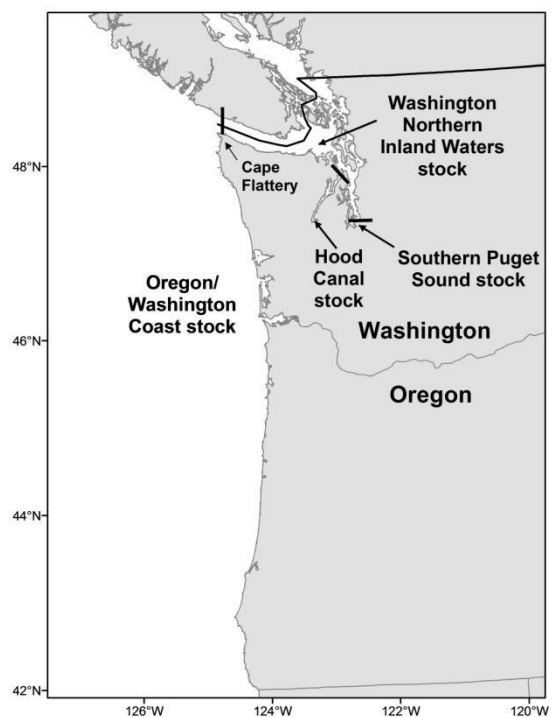 Washington
Northern
Inland Waters
stock
48°N
Cape
Flattery
Hood
Canal
stock
Southern Puget
Sound stock
Oregon/
Washington
Coast stock
Washington
46°N
Oregon
44°N
42°N
126°W
124°W
122°W
120°W